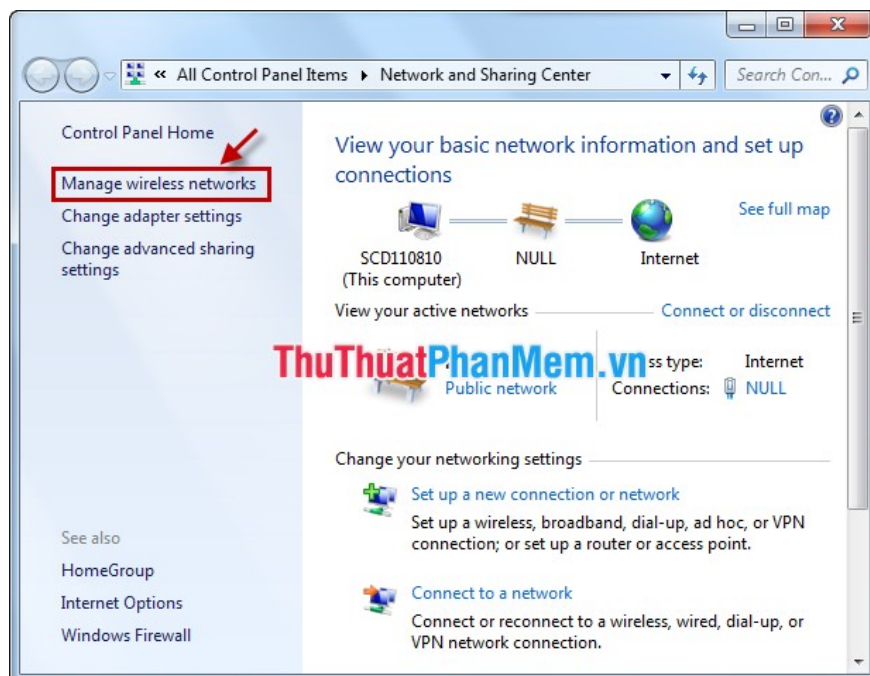 « All Control Panel Items ▸ Network and Sharing Center
Search Con...
Control Panel Home
Manage wireless networks
Change adapter settings
Change advanced sharing
settings
See also
HomeGroup
Internet Options
Windows Firewall
View your basic network information and set up
connections
See full map
SCD110810
(This computer)
NULL
Internet
View your active networks
Connect or disconnect
ThuThuatPhanMem.vn
ss type: Internet
Public network
Connections: NULL
Change your networking settings
Set up a new connection or network
Set up a wireless, broadband, dial-up, ad hoc, or VPN
connection; or set up a router or access point.
Connect to a network
Connect or reconnect to a wireless, wired, dial-up, or
VPN network connection.